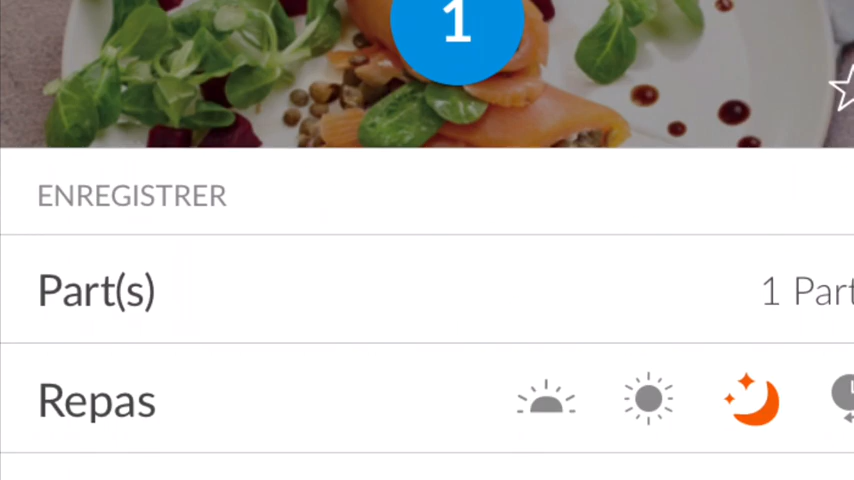 1
ENREGISTRER
Part(s)
1 Part
Repas